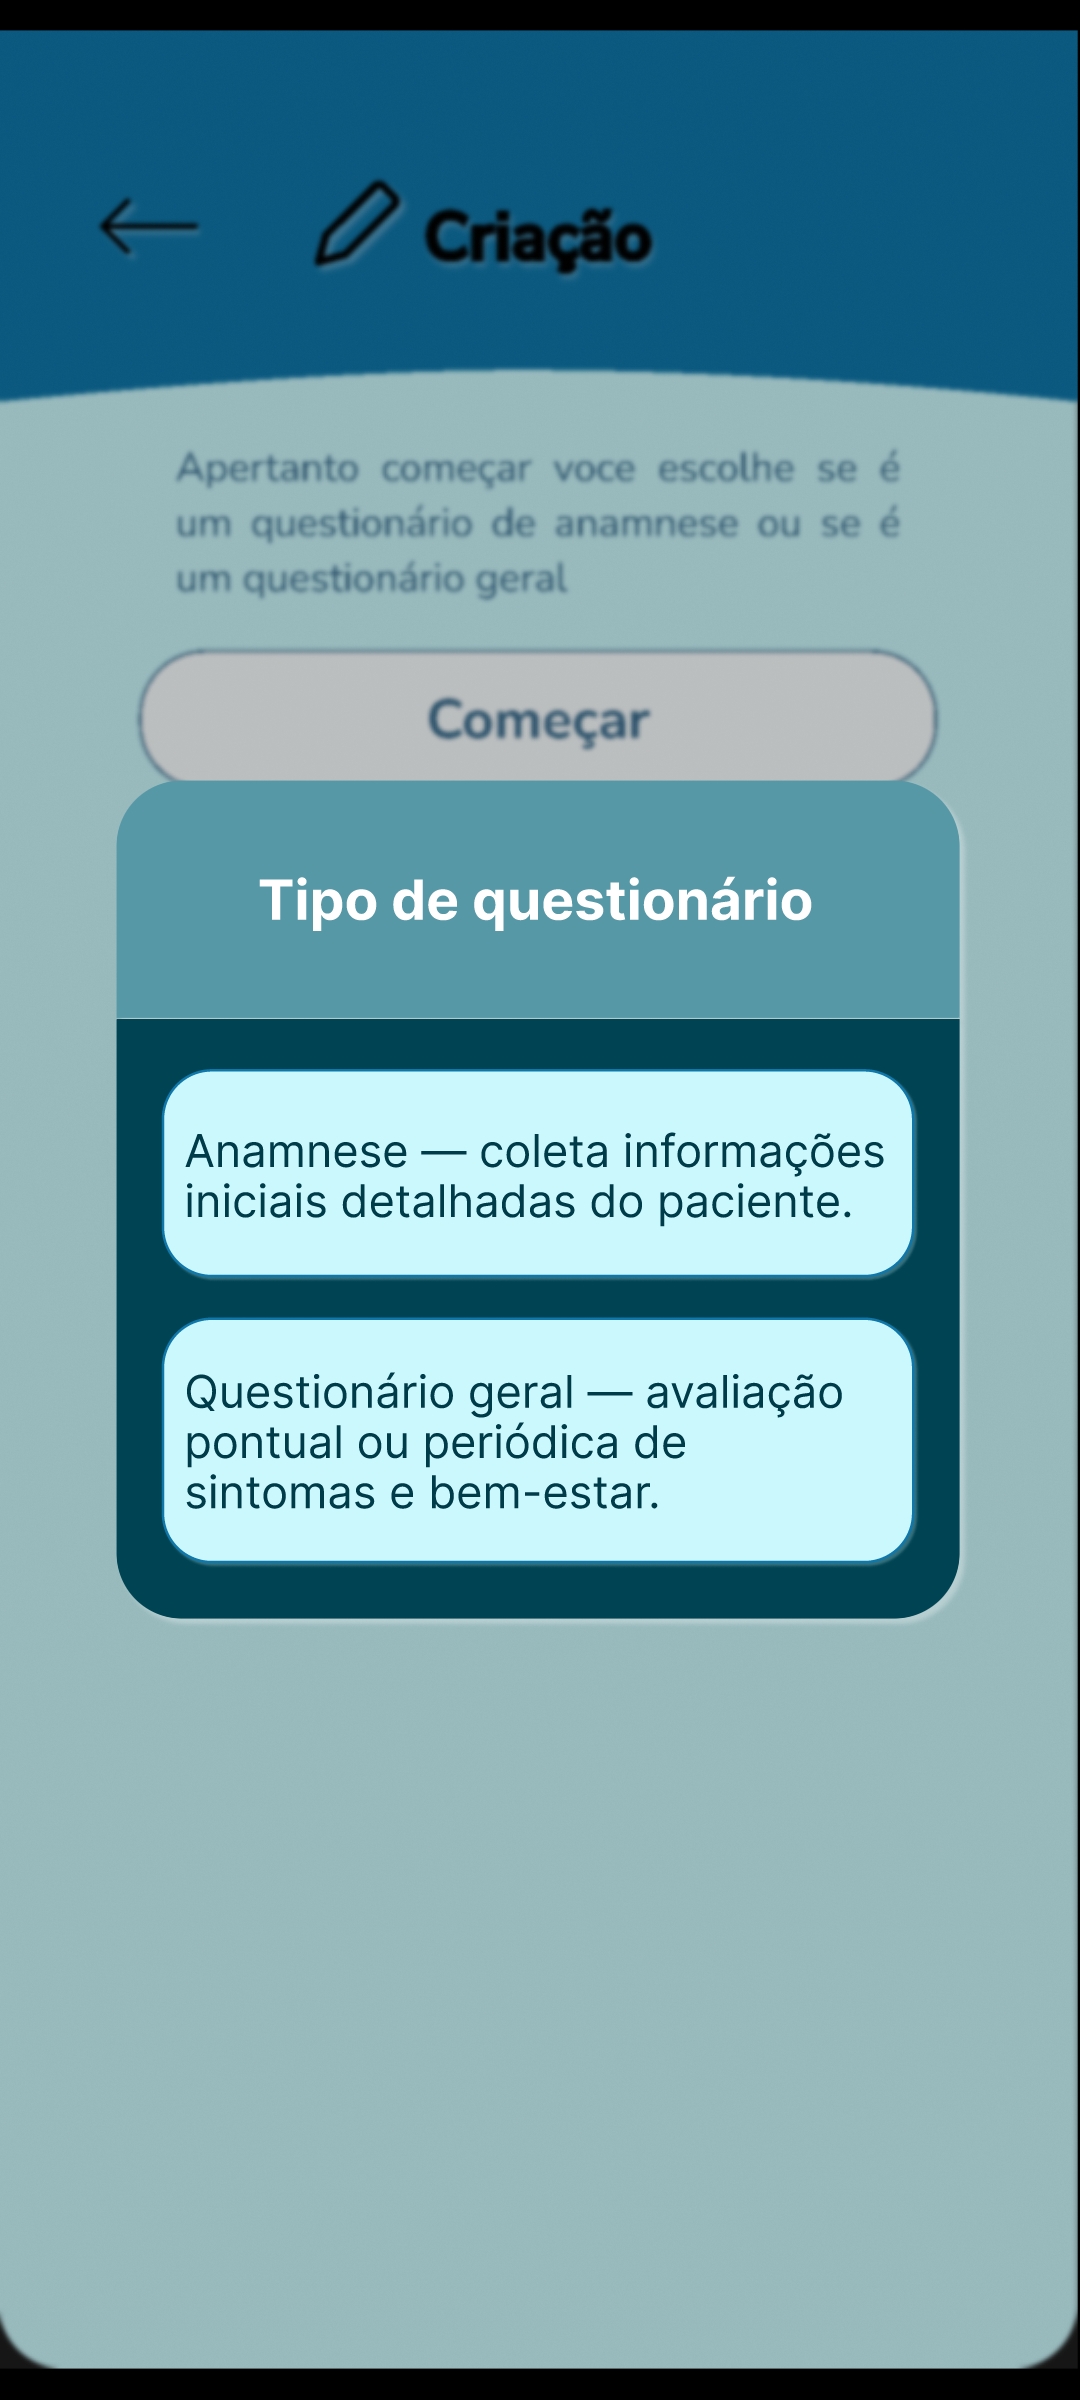 Criação
Apertanto começar voce escolhe se é
um questionário de anamnese ou se é
um questionário geral
Começar
Tipo de questionário
Anamnese — coleta informações
iniciais detalhadas do paciente.
Questionário geral — avaliação
pontual ou periódica de
sintomas e bem-estar.